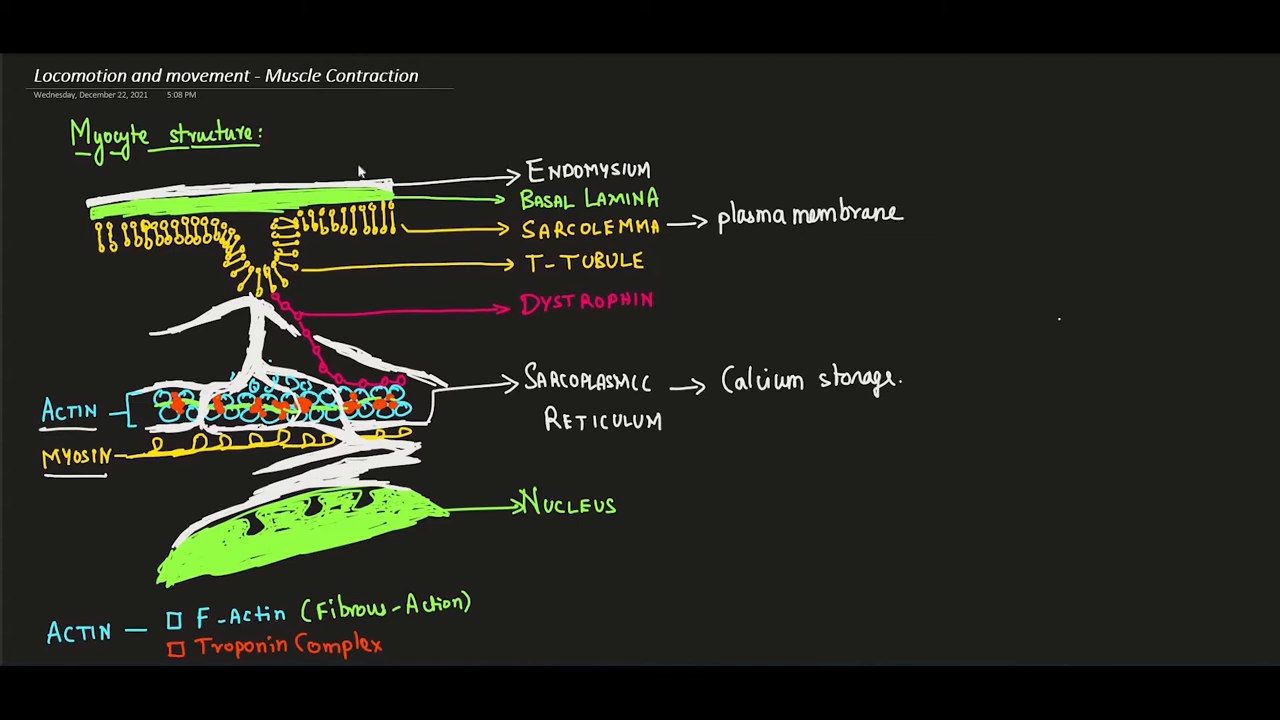 Locomotion and movement - Muscle Contraction
Wednesday, December 22, 2021 5:08 PM
Myocyte structure:
ENDOMYSIUM
BASAL LAMINA
SARCOLEMMA → plasma membrane
T-TUBULE
DYSTROPHIN
SARCOPLASMIC → Calcium storage.
RETICULUM
ACTIN
MYOSIN
NUCLEUS
ACTIN — □ F-Actin (Fibrous-Action)
□ Troponin Complex